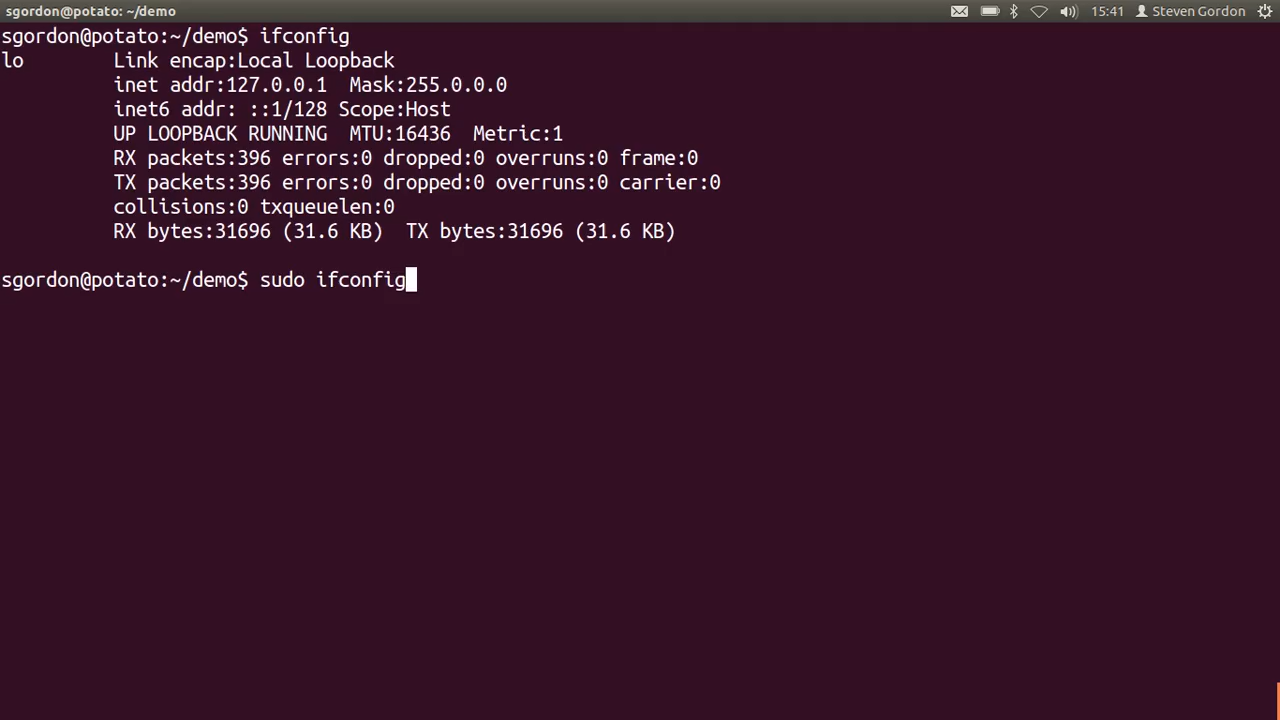 sgordon@potato: ~/demo 15:41 Steven Gordon
sgordon@potato:~/demo$ ifconfig
lo        Link encap:Local Loopback
          inet addr:127.0.0.1  Mask:255.0.0.0
          inet6 addr: ::1/128 Scope:Host
          UP LOOPBACK RUNNING  MTU:16436  Metric:1
          RX packets:396 errors:0 dropped:0 overruns:0 frame:0
          TX packets:396 errors:0 dropped:0 overruns:0 carrier:0
          collisions:0 txqueuelen:0
          RX bytes:31696 (31.6 KB)  TX bytes:31696 (31.6 KB)
sgordon@potato:~/demo$ sudo ifconfig